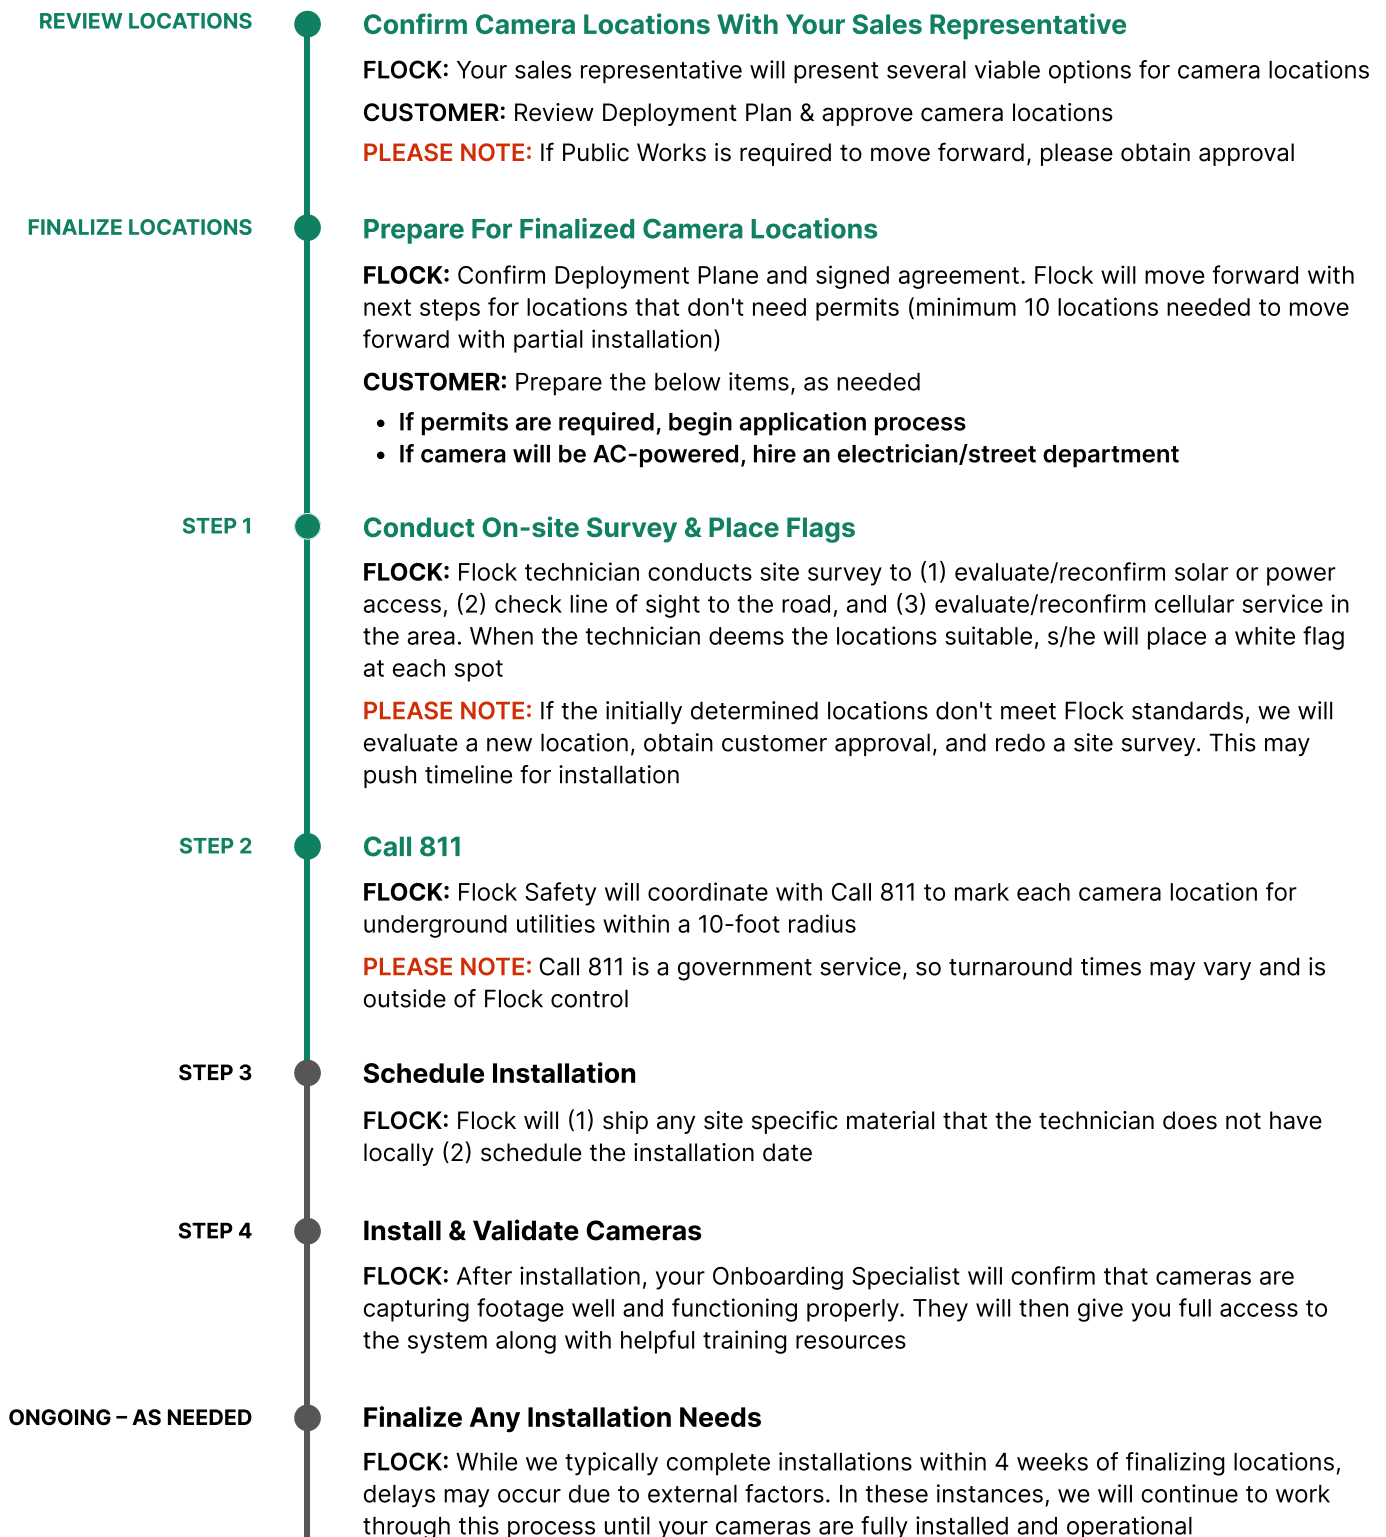 REVIEW LOCATIONS
Confirm Camera Locations With Your Sales Representative
FLOCK: Your sales representative will present several viable options for camera locations
CUSTOMER: Review Deployment Plan & approve camera locations
PLEASE NOTE: If Public Works is required to move forward, please obtain approval
FINALIZE LOCATIONS
Prepare For Finalized Camera Locations
FLOCK: Confirm Deployment Plane and signed agreement. Flock will move forward with
next steps for locations that don't need permits (minimum 10 locations needed to move
forward with partial installation)
CUSTOMER: Prepare the below items, as needed
• If permits are required, begin application process
• If camera will be AC-powered, hire an electrician/street department
STEP 1
Conduct On-site Survey & Place Flags
FLOCK: Flock technician conducts site survey to (1) evaluate/reconfirm solar or power
access, (2) check line of sight to the road, and (3) evaluate/reconfirm cellular service in
the area. When the technician deems the locations suitable, s/he will place a white flag
at each spot
PLEASE NOTE: If the initially determined locations don't meet Flock standards, we will
evaluate a new location, obtain customer approval, and redo a site survey. This may
push timeline for installation
STEP 2
Call 811
FLOCK: Flock Safety will coordinate with Call 811 to mark each camera location for
underground utilities within a 10-foot radius
PLEASE NOTE: Call 811 is a government service, so turnaround times may vary and is
outside of Flock control
STEP 3
Schedule Installation
FLOCK: Flock will (1) ship any site specific material that the technician does not have
locally (2) schedule the installation date
STEP 4
Install & Validate Cameras
FLOCK: After installation, your Onboarding Specialist will confirm that cameras are
capturing footage well and functioning properly. They will then give you full access to
the system along with helpful training resources
ONGOING – AS NEEDED
Finalize Any Installation Needs
FLOCK: While we typically complete installations within 4 weeks of finalizing locations,
delays may occur due to external factors. In these instances, we will continue to work
through this process until your cameras are fully installed and operational